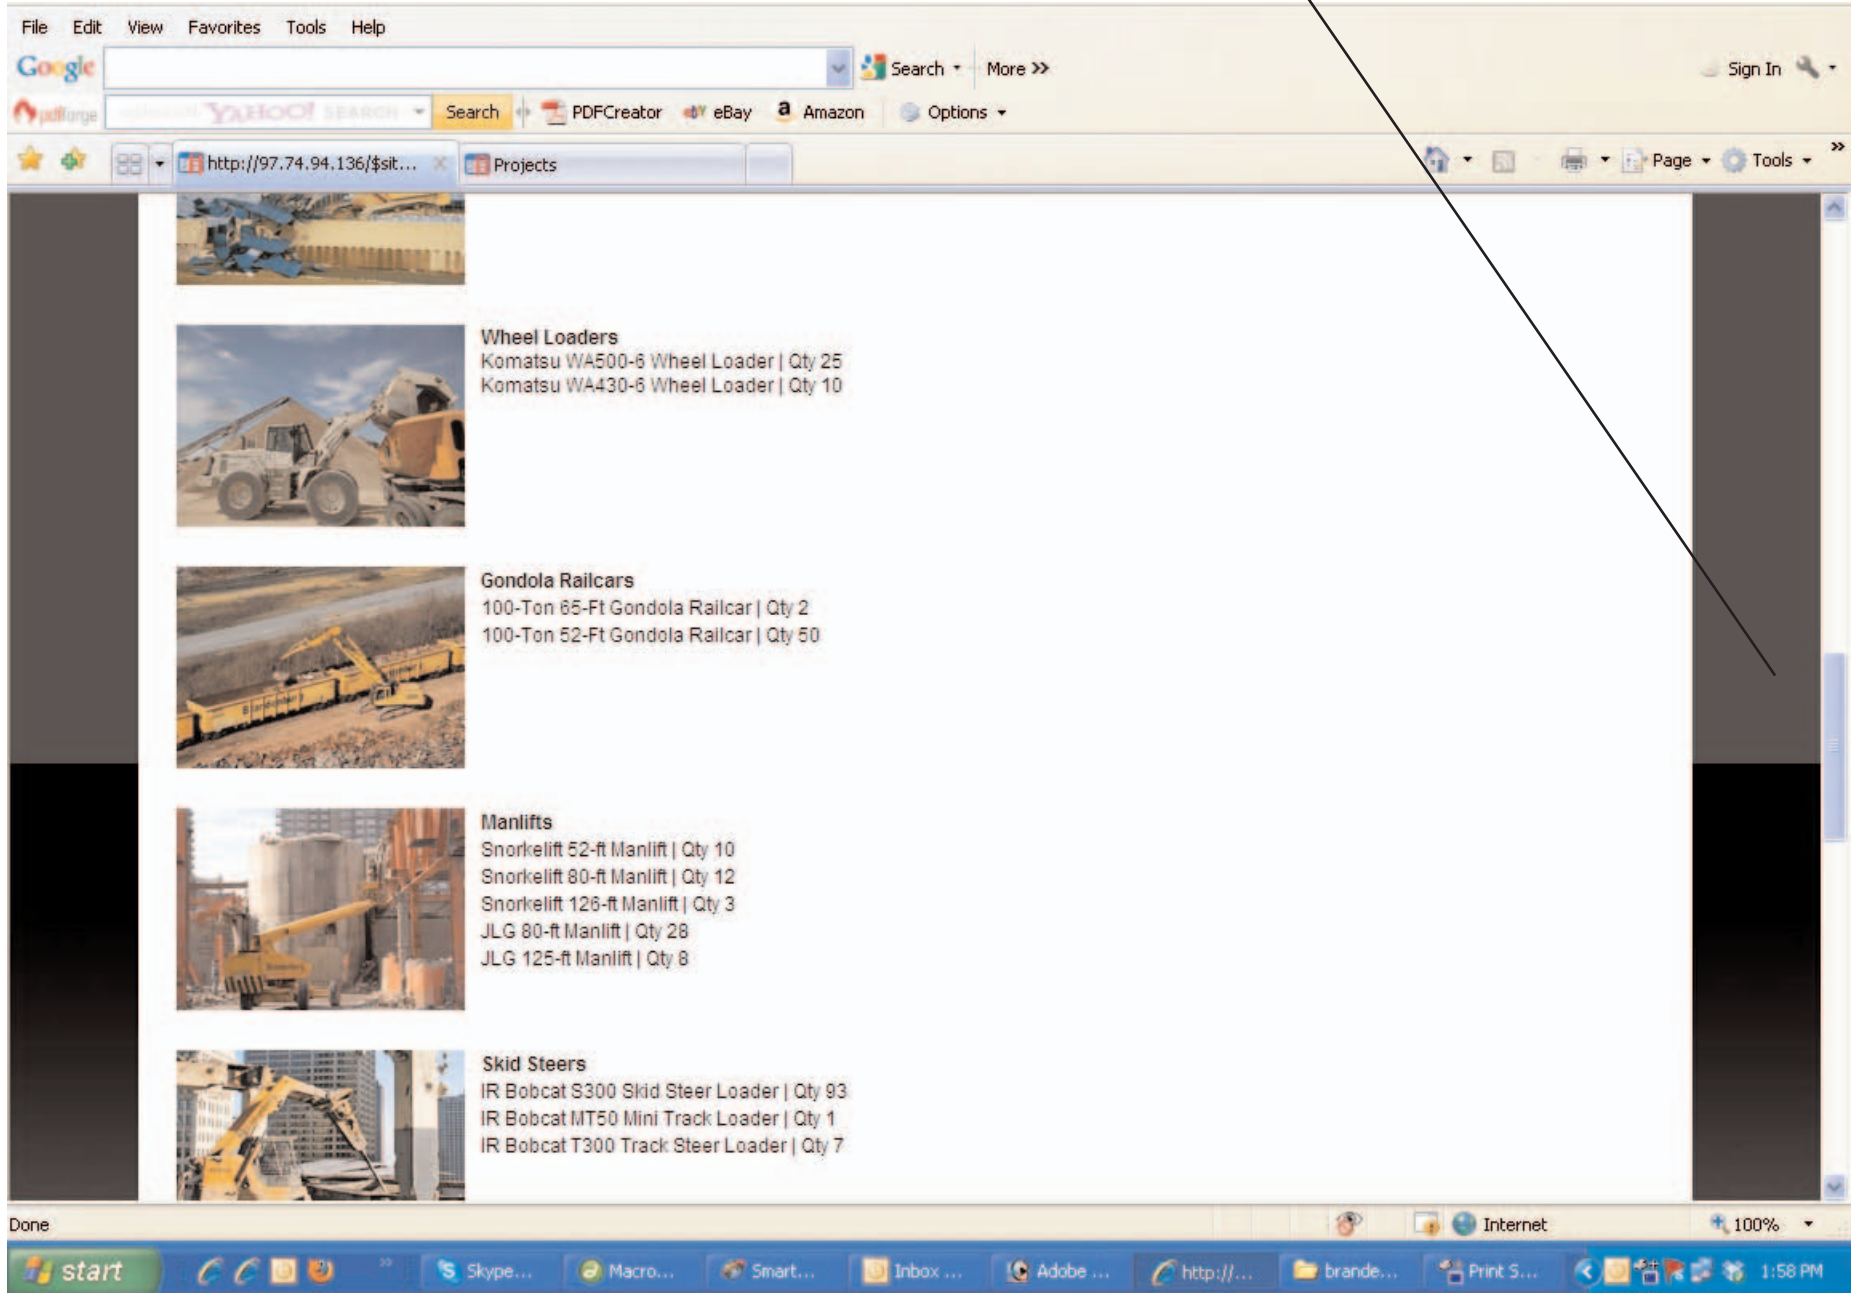 File Edit View Favorites Tools Help
Google Search More >> Sign In
pdfforge YAHOO! SEARCH Search PDFCreator eBay Amazon Options
http://97.74.94.136/$sit... Projects Page Tools »
Wheel Loaders
Komatsu WA500-6 Wheel Loader | Qty 25
Komatsu WA430-6 Wheel Loader | Qty 10
Gondola Railcars
100-Ton 65-Ft Gondola Railcar | Qty 2
100-Ton 52-Ft Gondola Railcar | Qty 50
Manlifts
Snorkelift 52-ft Manlift | Qty 10
Snorkelift 80-ft Manlift | Qty 12
Snorkelift 126-ft Manlift | Qty 3
JLG 80-ft Manlift | Qty 28
JLG 125-ft Manlift | Qty 8
Skid Steers
IR Bobcat S300 Skid Steer Loader | Qty 93
IR Bobcat MT50 Mini Track Loader | Qty 1
IR Bobcat T300 Track Steer Loader | Qty 7
Done Internet 100%
start » Skype... Macro... Smart... Inbox ... Adobe ... http://... brande... Print S... 1:58 PM